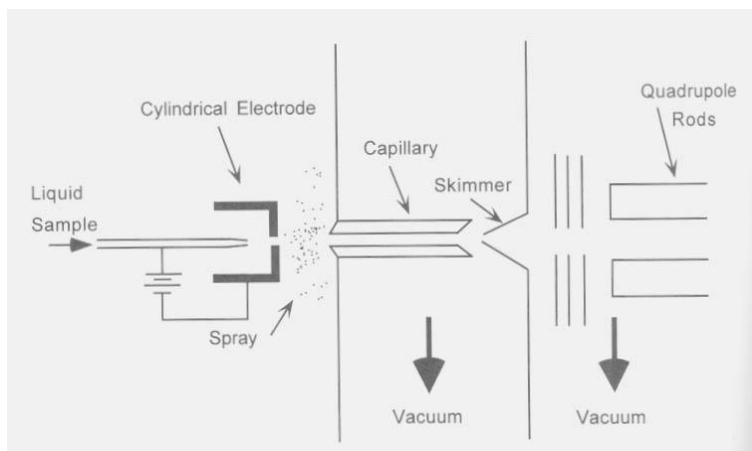 Cylindrical Electrode
Quadrupole
Rods
Capillary
Skimmer
Liquid
Sample
Spray
Vacuum
Vacuum